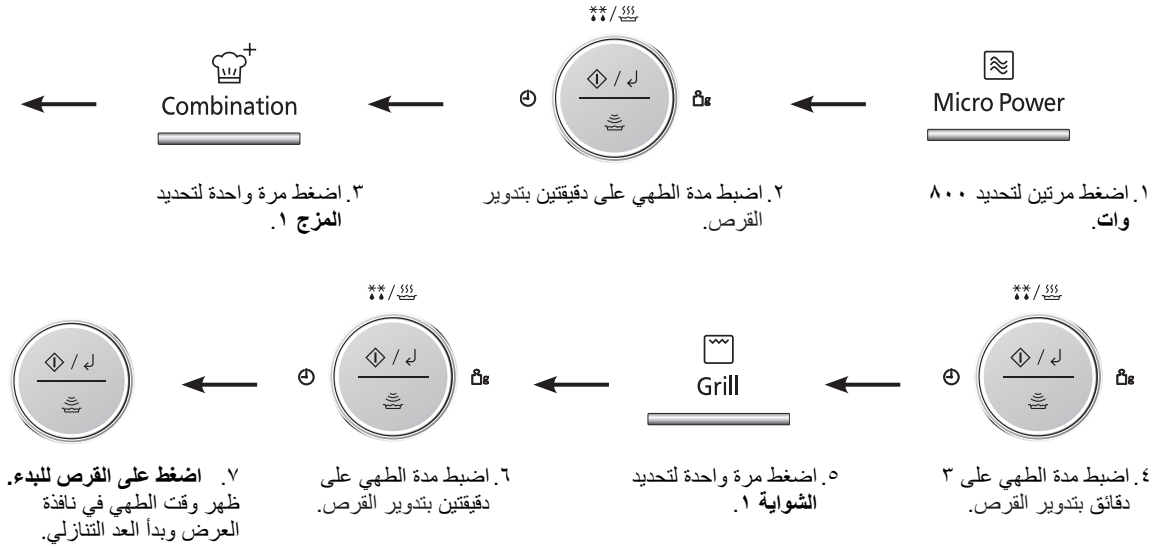 Micro Power
١. اضغط مرتين لتحديد ٨٠٠
وات.
٢. اضبط مدة الطهي على دقيقتين بتدوير
القرص.
Combination
٣. اضغط مرة واحدة لتحديد
المزج ١.
٤. اضبط مدة الطهي على ٣
دقائق بتدوير القرص.
Grill
٥. اضغط مرة واحدة لتحديد
الشواية ١.
٦. اضبط مدة الطهي على
دقيقتين بتدوير القرص.
٧. اضغط على القرص للبدء.
ظهر وقت الطهي في نافذة
العرض وبدأ العد التنازلي.